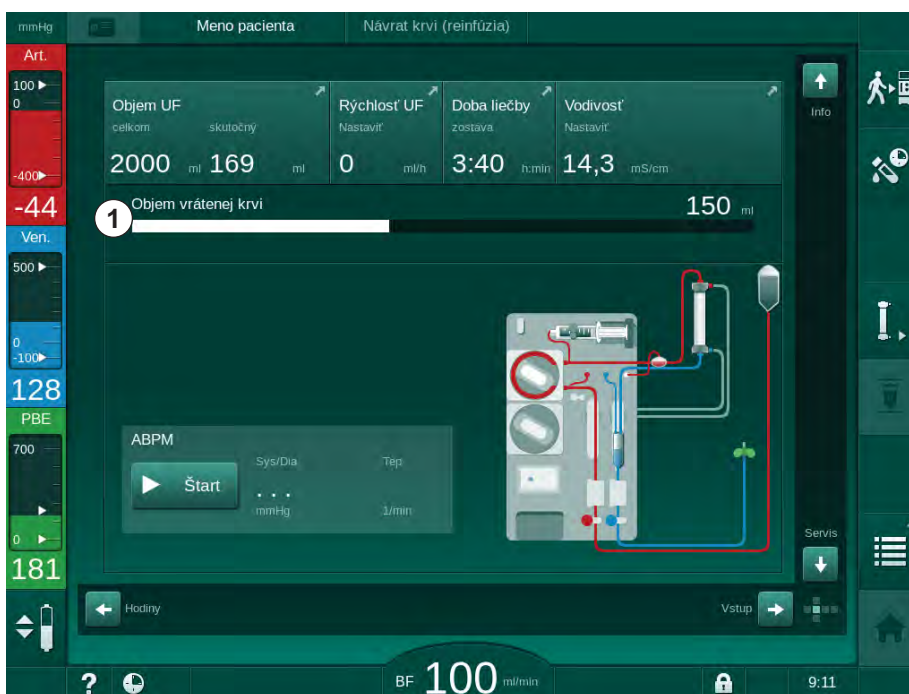 mmHg
Meno pacienta
Návrat krvi (reinfúzia)
Art.
100
0
-400
-44
Ven.
500
0
-100
128
PBE
700
0
181
Objem UF
celkom skutočný
2000 ml 169 ml
Rýchlosť UF
Nastaviť
0 ml/h
Doba liečby
zostáva
3:40 h:min
Vodivosť
Nastaviť
14,3 mS/cm
Info
1
Objem vrátenej krvi
150 ml
ABPM
Štart
Sys/Dia
. . .
mmHg
Tep
1/min
Servis
Hodiny
Vstup
?
BF 100 ml/min
9:11